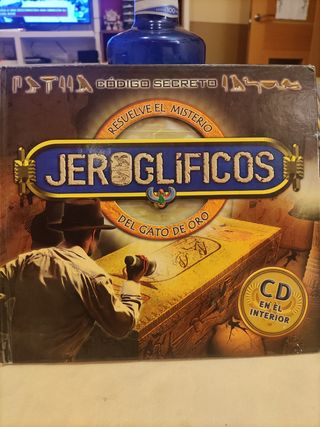 CÓDIGO SECRETO
RESUELVE EL MISTERIO
JEROGLÍFICOS
DEL GATO DE ORO
CD
EN EL
INTERIOR